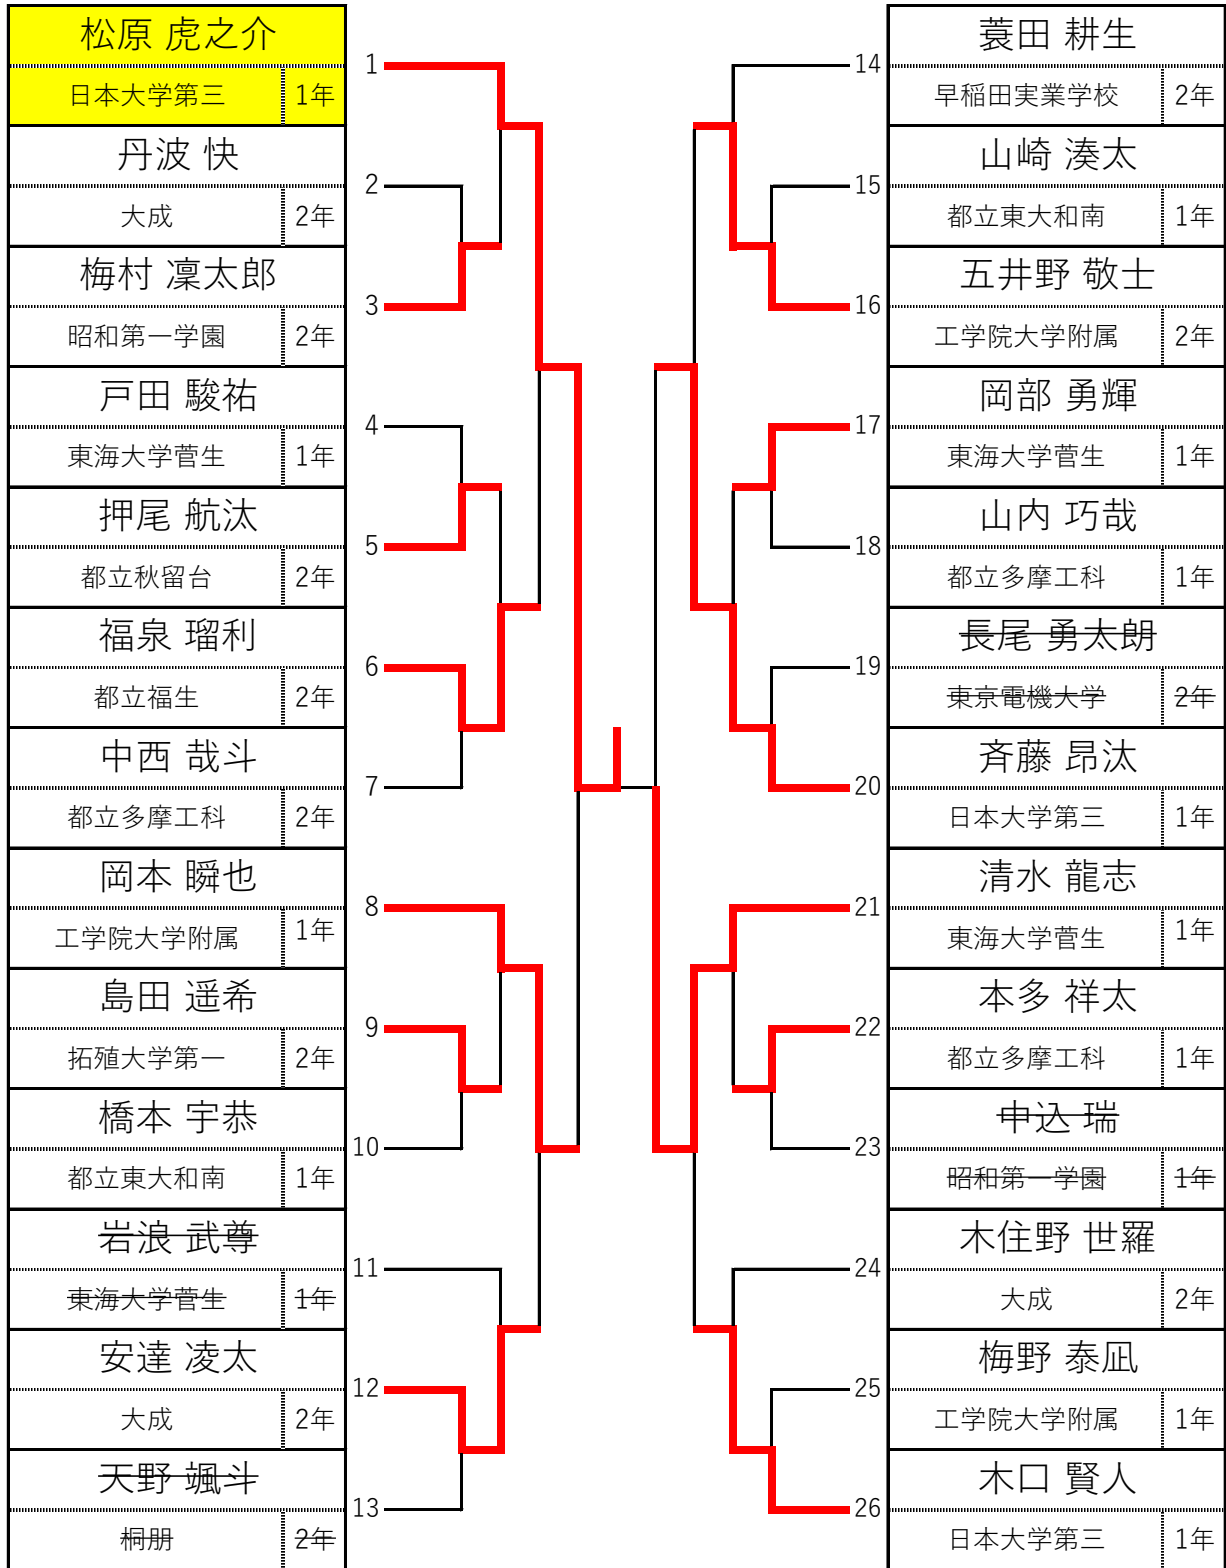 松原 虎之介
日本大学第三 1年
1
丹波 快
大成 2年
2
梅村 凜太郎
昭和第一学園 2年
3
戸田 駿祐
東海大学菅生 1年
4
押尾 航汰
都立秋留台 2年
5
福泉 瑠利
都立福生 2年
6
中西 哉斗
都立多摩工科 2年
7
岡本 瞬也
工学院大学附属 1年
8
島田 遥希
拓殖大学第一 2年
9
橋本 宇恭
都立東大和南 1年
10
岩浪 武尊
東海大学菅生 1年
11
安達 凌太
大成 2年
12
天野 颯斗
桐朋 2年
13
蓑田 耕生
早稲田実業学校 2年
14
山崎 湊太
都立東大和南 1年
15
五井野 敬士
工学院大学附属 2年
16
岡部 勇輝
東海大学菅生 1年
17
山内 巧哉
都立多摩工科 1年
18
長尾 勇太朗
東京電機大学 2年
19
斉藤 昂汰
日本大学第三 1年
20
清水 龍志
東海大学菅生 1年
21
本多 祥太
都立多摩工科 1年
22
申込 瑞
昭和第一学園 1年
23
木住野 世羅
大成 2年
24
梅野 泰凪
工学院大学附属 1年
25
木口 賢人
日本大学第三 1年
26